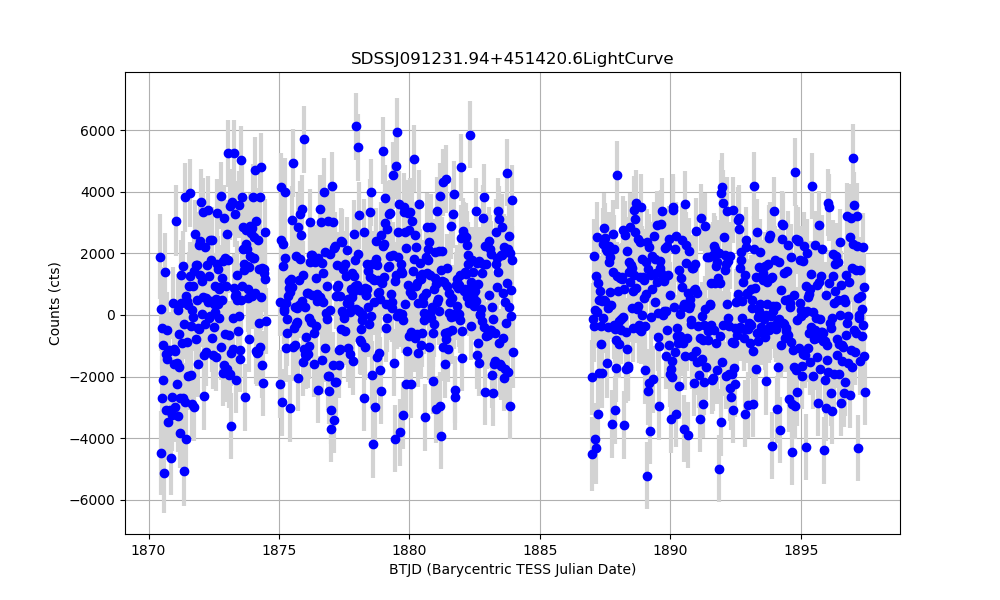 SDSSJ091231.94+451420.6LightCurve
6000
4000
2000
0
−2000
−4000
−6000
Counts (cts)
1870 1875 1880 1885 1890 1895
BTJD (Barycentric TESS Julian Date)